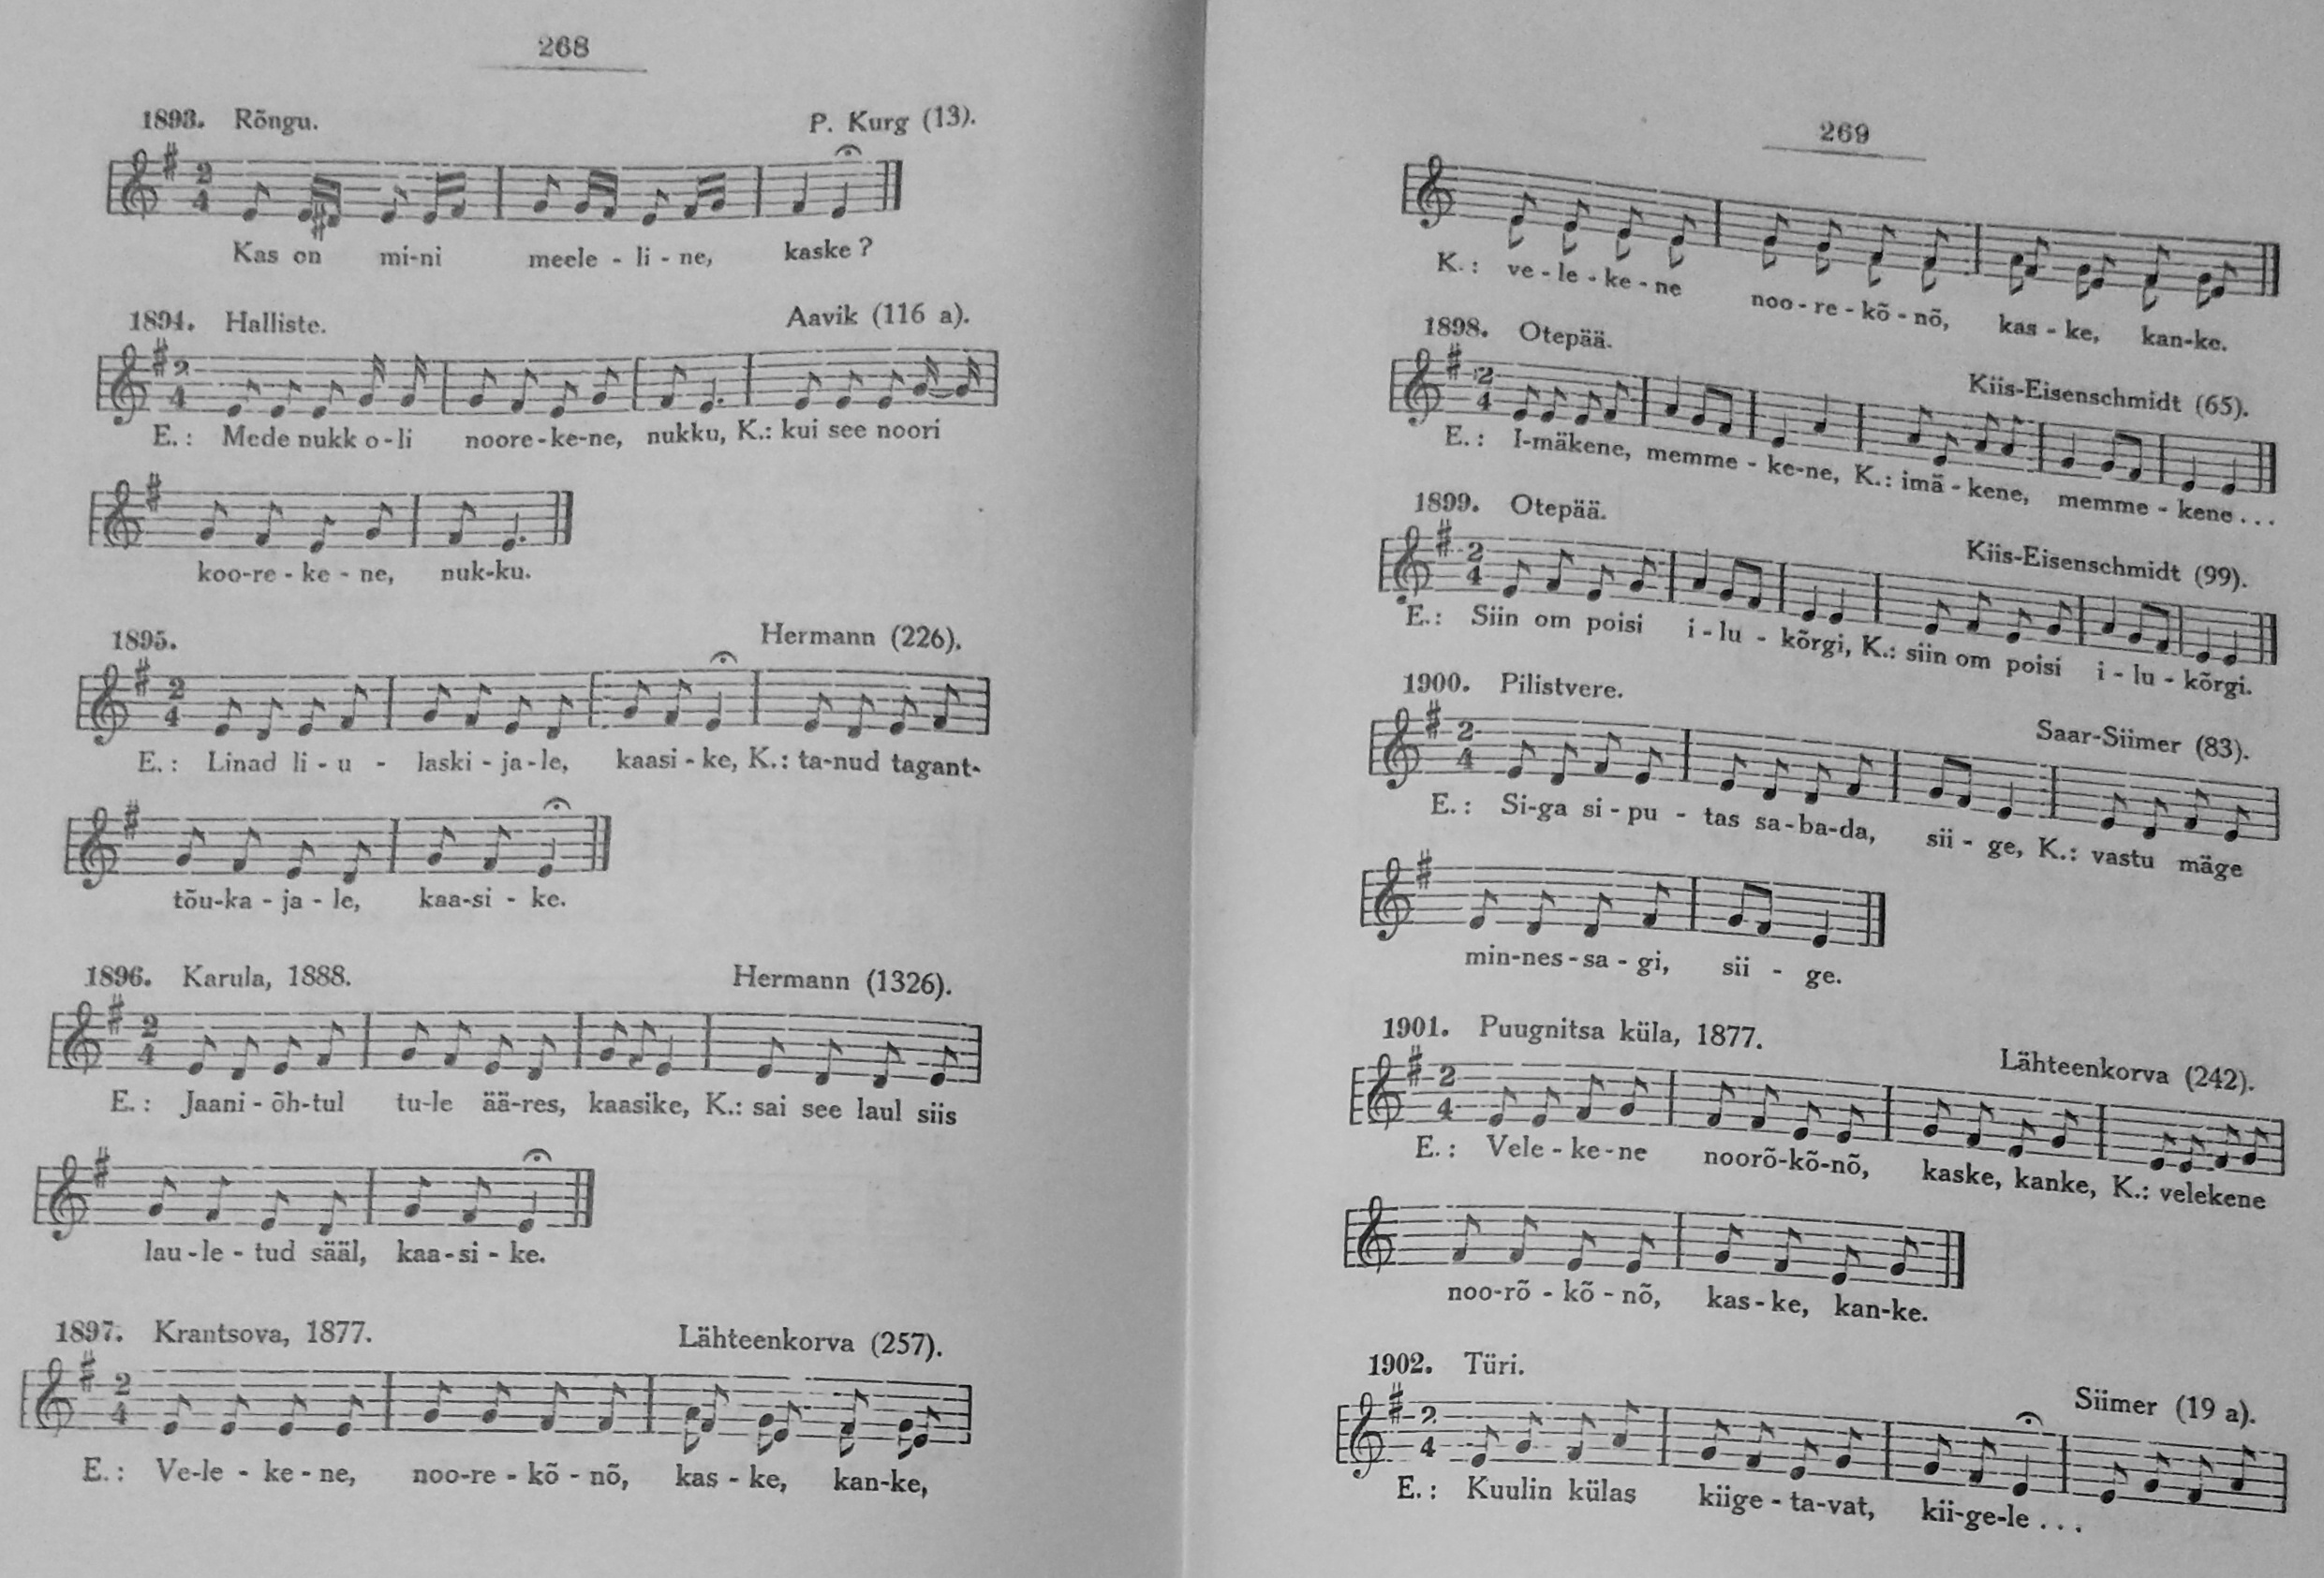 268
1893. Rõngu. P. Kurg (13).
2 4
Kas on mi-ni meele - li - ne, kaske?
1894. Halliste. Aavik (116 a).
2 4
E.: Mede nukk o-li noore-ke-ne, nukku, K.: kui see noori
koo-re - ke - ne, nuk-ku.
1895. Hermann (226).
2 4
E.: Linad li - u - laski - ja - le, kaasi - ke, K.: ta-nud tagant-
tõu-ka - ja - le, kaa-si - ke.
1896. Karula, 1888. Hermann (1326).
2 4
E.: Jaani - õh-tul tu-le ää-res, kaasike, K.: sai see laul siis
lau - le - tud sääl, kaa - si - ke.
1897. Krantsova, 1877. Lähteenkorva (257).
2 4
E.: Ve-le - ke - ne, noo-re - kõ - nõ, kas - ke, kan-ke,
269
K.: ve - le - ke - ne noo - re - kõ - nõ, kas - ke, kan-ke.
1898. Otepää. Kiis-Eisenschmidt (65).
2 4
E.: I-mäkene, memme - ke-ne, K.: imä - kene, memme - kene...
1899. Otepää. Kiis-Eisenschmidt (99).
2 4
E.: Siin om poisi i - lu - kõrgi, K.: siin om poisi i - lu - kõrgi.
1900. Pilistvere. Saar-Siimer (83).
2 4
E.: Si-ga si - pu - tas sa-ba-da, sii - ge, K.: vastu mäge
min-nes - sa - gi, sii - ge.
1901. Puugnitsa küla, 1877. Lähteenkorva (242).
2 4
E.: Vele - ke - ne noorõ-kõ-nõ, kaske, kanke, K.: velekene
noo-rõ - kõ - nõ, kas - ke, kan-ke.
1902. Türi. Siimer (19 a).
2 4
E.: Kuulin külas kiige - ta-vat, kii-ge-le...